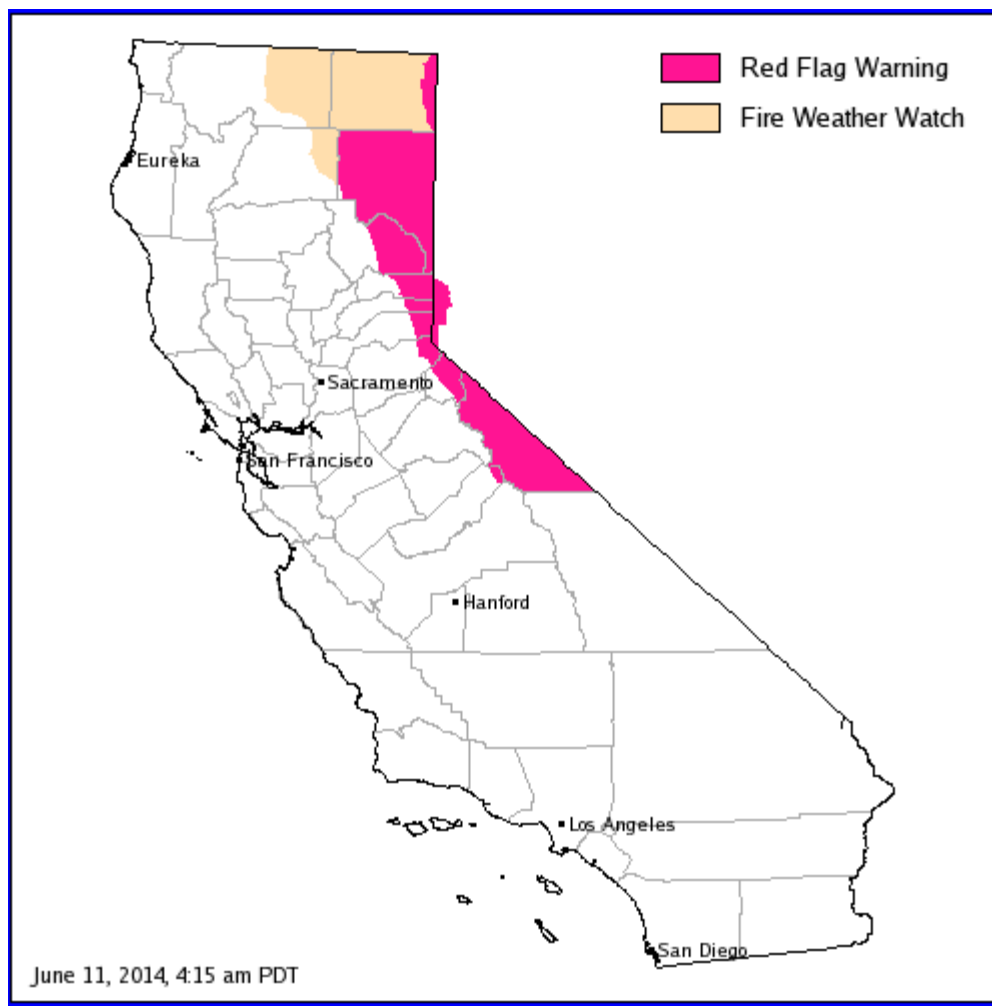 Red Flag Warning
Fire Weather Watch
Eureka
Sacramento
San Francisco
Hanford
Los Angeles
San Diego
June 11, 2014, 4:15 am PDT